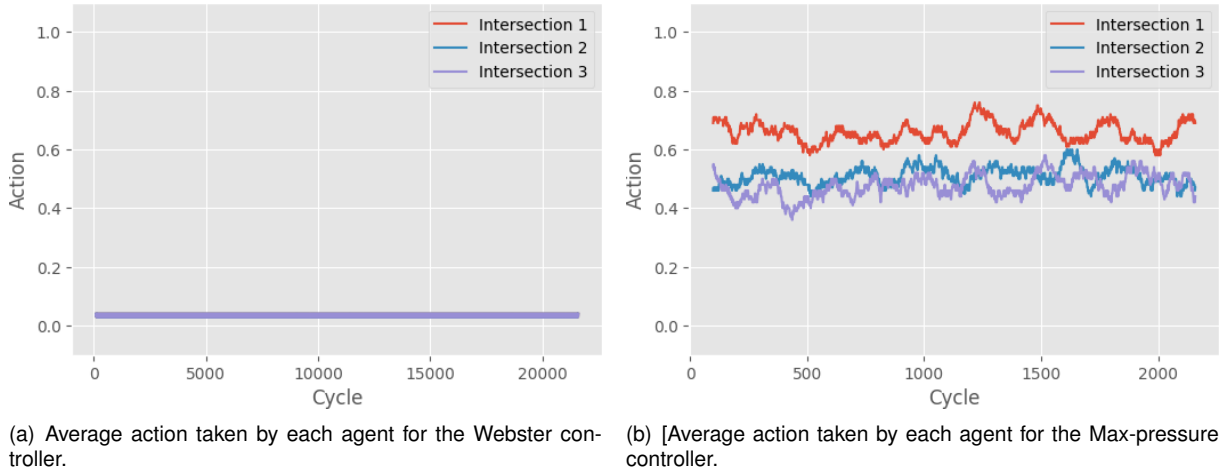 Intersection 1
Intersection 2
Intersection 3
1.0
0.8
0.6
0.4
0.2
0.0
Action
0 5000 10000 15000 20000
Cycle
(a) Average action taken by each agent for the Webster con-
troller.
Intersection 1
Intersection 2
Intersection 3
1.0
0.8
0.6
0.4
0.2
0.0
Action
0 500 1000 1500 2000
Cycle
(b) [Average action taken by each agent for the Max-pressure
controller.